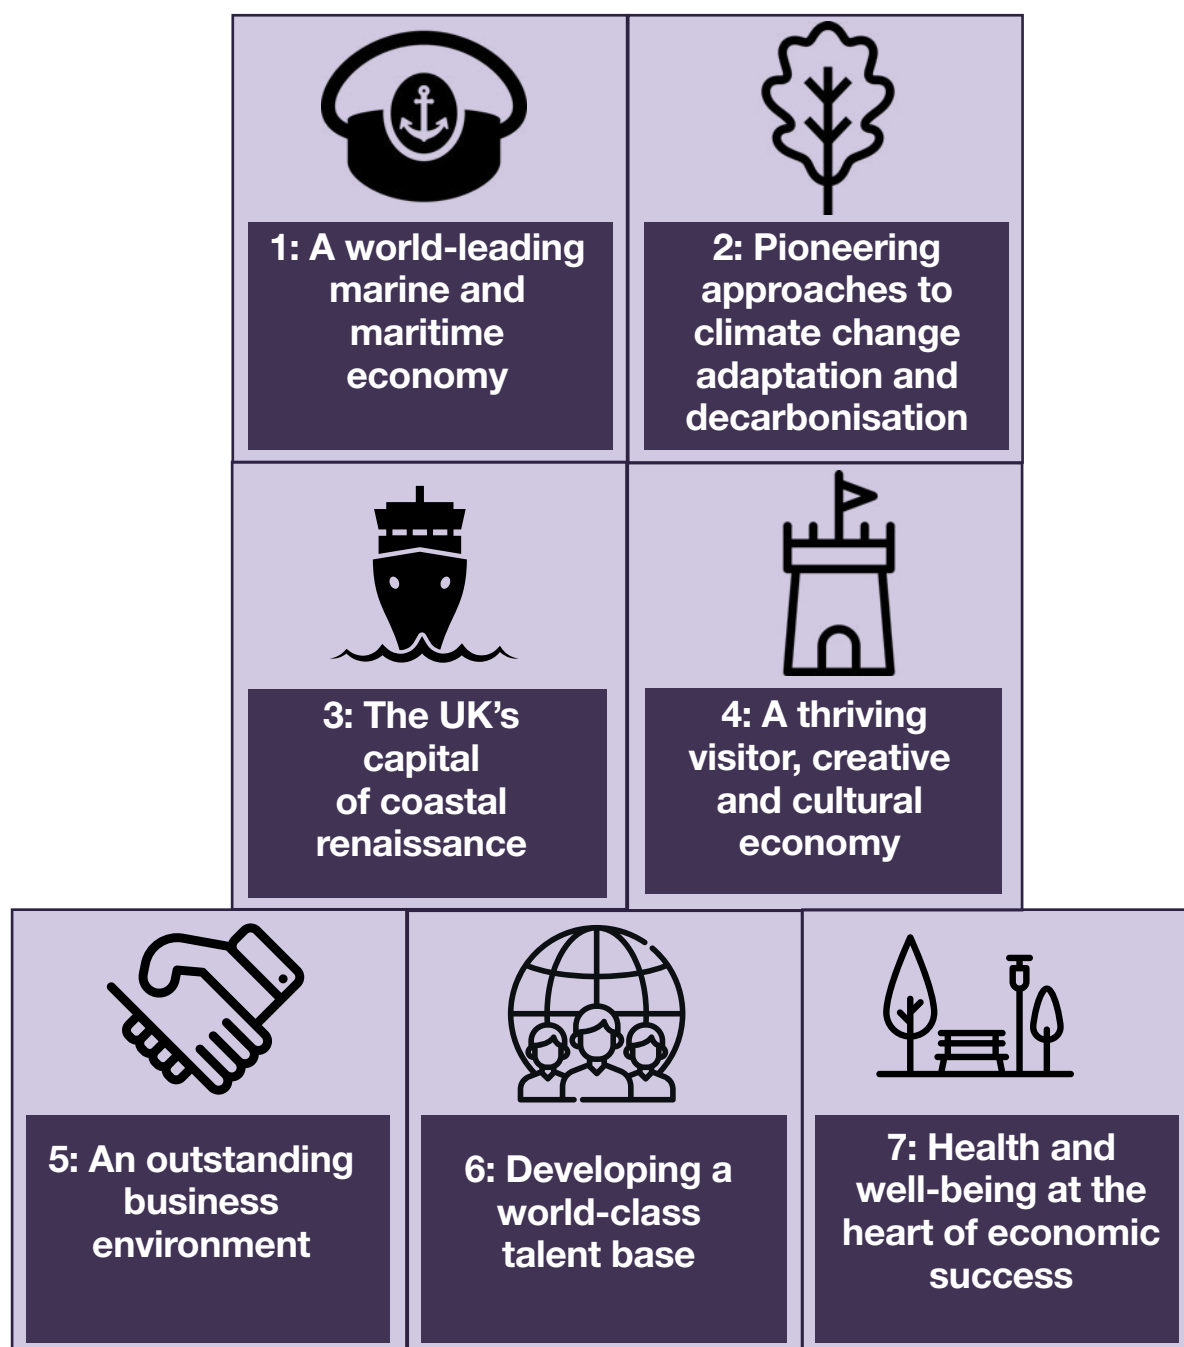 1: A world-leading
marine and
maritime
economy
2: Pioneering
approaches to
climate change
adaptation and
decarbonisation
3: The UK’s
capital
of coastal
renaissance
4: A thriving
visitor, creative
and cultural
economy
5: An outstanding
business
environment
6: Developing a
world-class
talent base
7: Health and
well-being at the
heart of economic
success